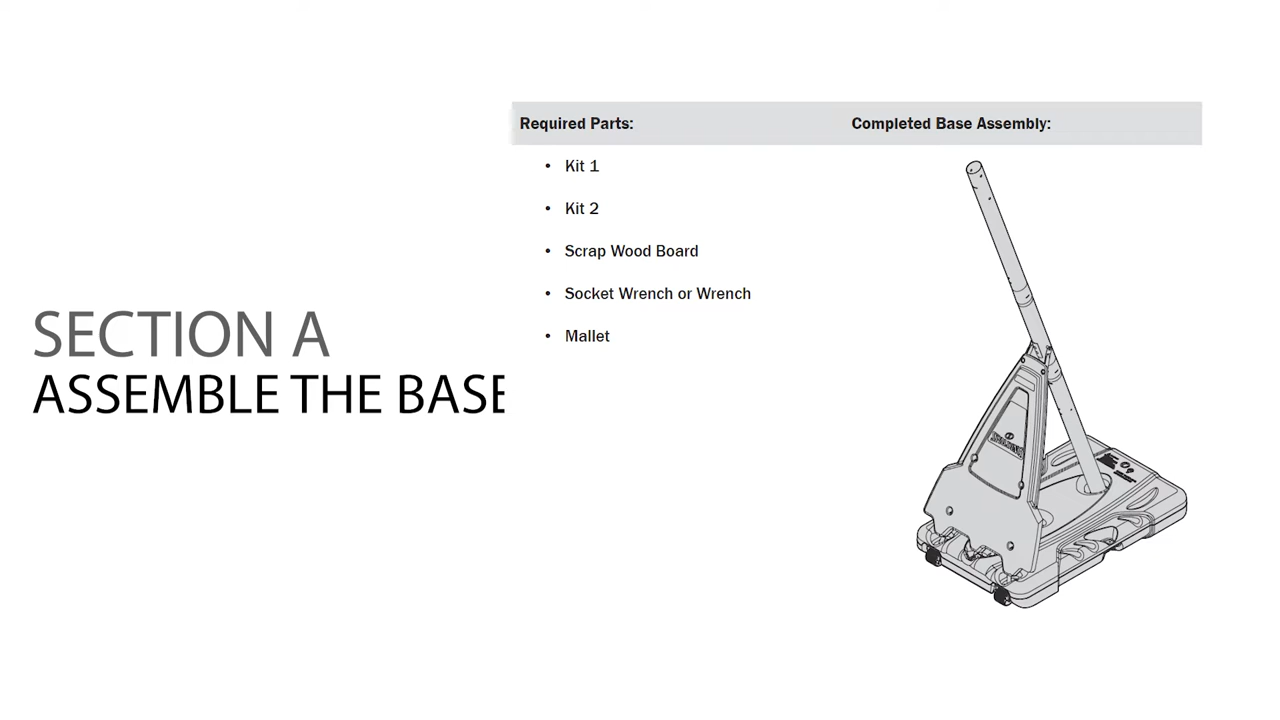 SECTION A
ASSEMBLE THE BASE
Required Parts:
Completed Base Assembly:
• Kit 1
• Kit 2
• Scrap Wood Board
• Socket Wrench or Wrench
• Mallet
SPALDING